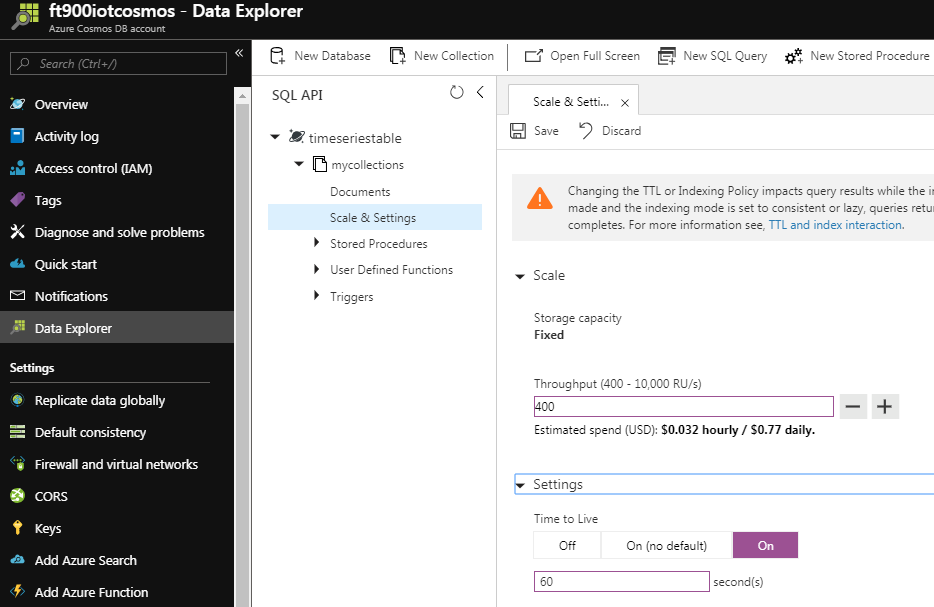 ft900iotcosmos - Data Explorer
Azure Cosmos DB account
Search (Ctrl+/)
«
Overview
Activity log
Access control (IAM)
Tags
Diagnose and solve problems
Quick start
Notifications
Data Explorer
Settings
Replicate data globally
Default consistency
Firewall and virtual networks
CORS
Keys
Add Azure Search
Add Azure Function
New Database
New Collection
Open Full Screen
New SQL Query
New Stored Procedure
SQL API
timeseriestable
mycollections
Documents
Scale & Settings
Stored Procedures
User Defined Functions
Triggers
Scale & Setti...
Save
Discard
Changing the TTL or Indexing Policy impacts query results while the
made and the indexing mode is set to consistent or lazy, queries
completes. For more information see, TTL and index interaction.
Scale
Storage capacity
Fixed
Throughput (400 - 10,000 RU/s)
400
Estimated spend (USD): $0.032 hourly / $0.77 daily.
Settings
Time to Live
Off On (no default) On
60 second(s)